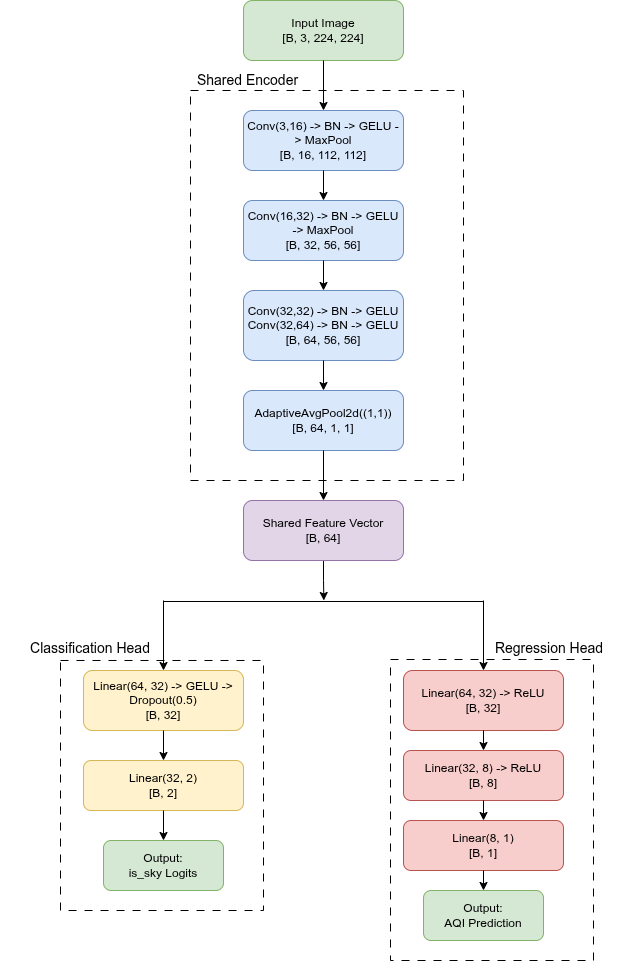 Input Image
[B, 3, 224, 224]
Shared Encoder
Conv(3,16) -> BN -> GELU -
> MaxPool
[B, 16, 112, 112]
Conv(16,32) -> BN -> GELU
-> MaxPool
[B, 32, 56, 56]
Conv(32,32) -> BN -> GELU
Conv(32,64) -> BN -> GELU
[B, 64, 56, 56]
AdaptiveAvgPool2d((1,1))
[B, 64, 1, 1]
Shared Feature Vector
[B, 64]
Classification Head
Linear(64, 32) -> GELU ->
Dropout(0.5)
[B, 32]
Linear(32, 2)
[B, 2]
Output:
is_sky Logits
Regression Head
Linear(64, 32) -> ReLU
[B, 32]
Linear(32, 8) -> ReLU
[B, 8]
Linear(8, 1)
[B, 1]
Output:
AQI Prediction